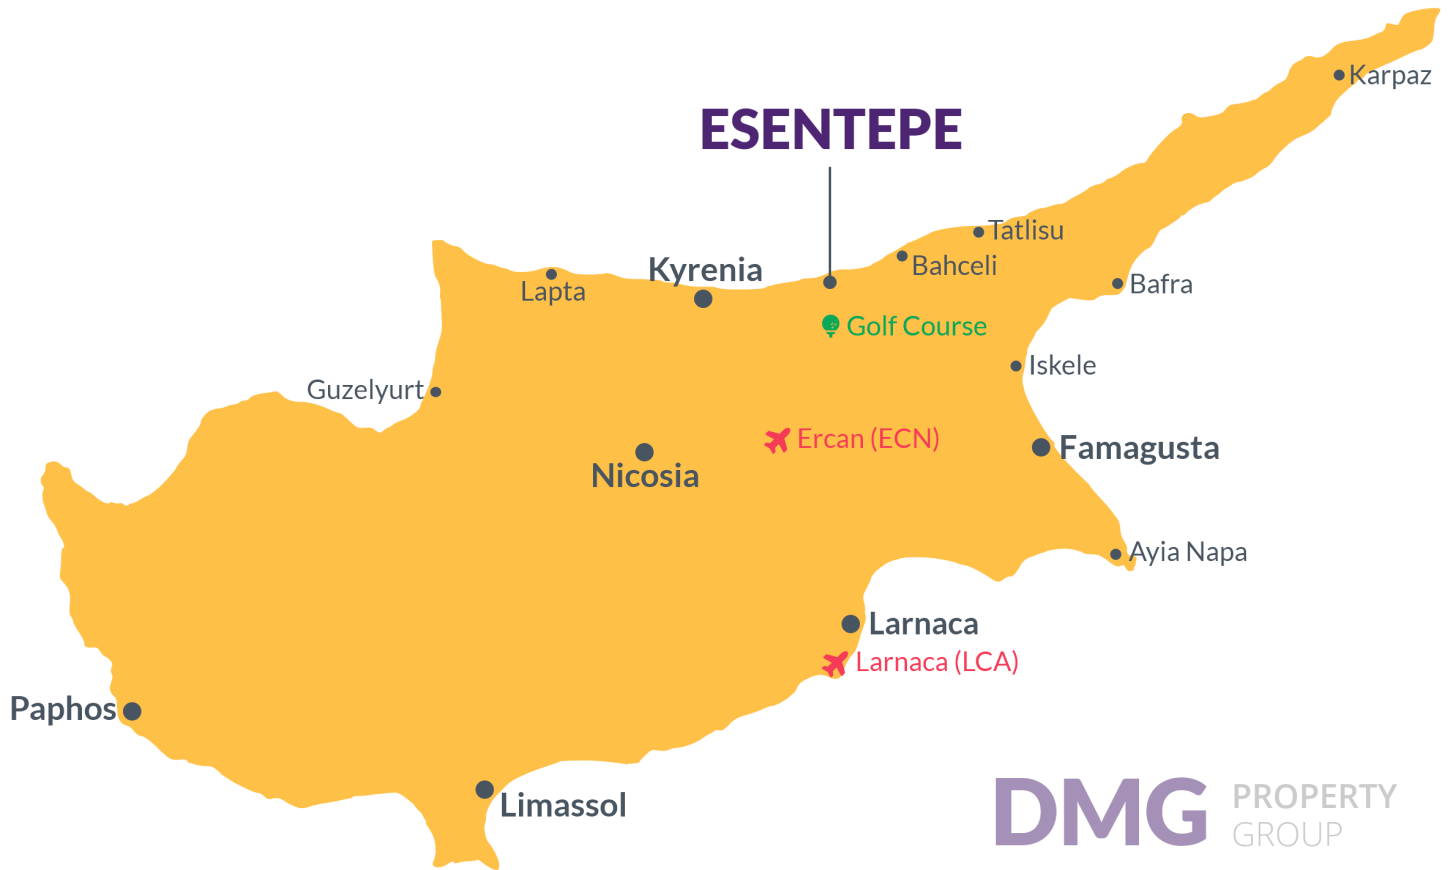 Karpaz
ESENTEPE
Tatlisu
Kyrenia
Bahceli
Lapta
Bafra
Golf Course
Iskele
Guzelyurt
Ercan (ECN)
Famagusta
Nicosia
Ayia Napa
Larnaca
Larnaca (LCA)
Paphos
Limassol
DMG PROPERTY
GROUP